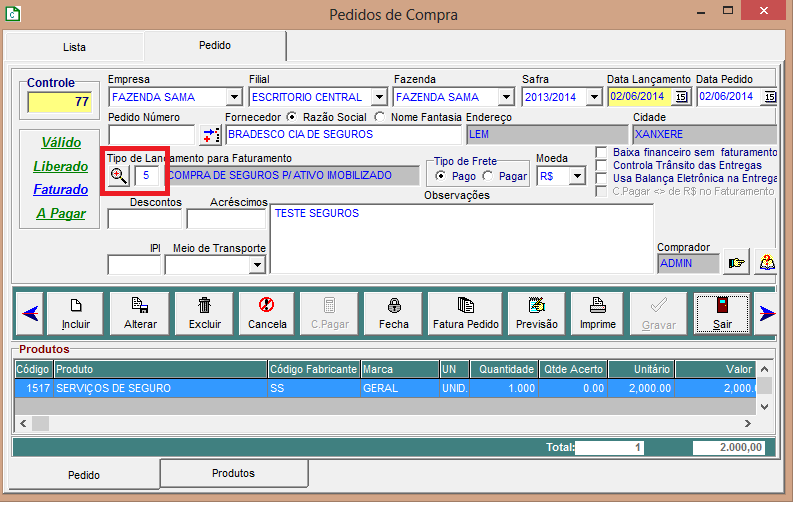 Pedidos de Compra
Lista
Pedido
Controle
77
Empresa
FAZENDA SAMA
Filial
ESCRITORIO CENTRAL
Fazenda
FAZENDA SAMA
Safra
2013/2014
Data Lançamento
02/06/2014
15
Data Pedido
02/06/2014
15
Pedido Número
Fornecedor
Razão Social
Nome Fantasia
BRADESCO CIA DE SEGUROS
Endereço
LEM
Cidade
XANXERE
Válido
Liberado
Faturado
A Pagar
Tipo de Lançamento para Faturamento
5
COMPRA DE SEGUROS P/ ATIVO IMOBILIZADO
Tipo de Frete
Pago
Pagar
Moeda
R$
Baixa financeiro sem faturamento
Controla Trânsito das Entregas
Usa Balança Eletrônica na Entrega
C.Pagar <> de R$ no Faturamento
Descontos
Acréscimos
Observações
TESTE SEGUROS
IPI
Meio de Transporte
Comprador
ADMIN
Incluir
Alterar
Excluir
Cancela
C.Pagar
Fecha
Fatura Pedido
Previsão
Imprime
Gravar
Sair
Produtos
Código Produto Código Fabricante Marca UN Quantidade Qtde Acerto Unitário Valor
1517 SERVIÇOS DE SEGURO SS GERAL UNID. 1.000 0.00 2,000.00 2,000.
Total: 1 2.000,00
Pedido
Produtos